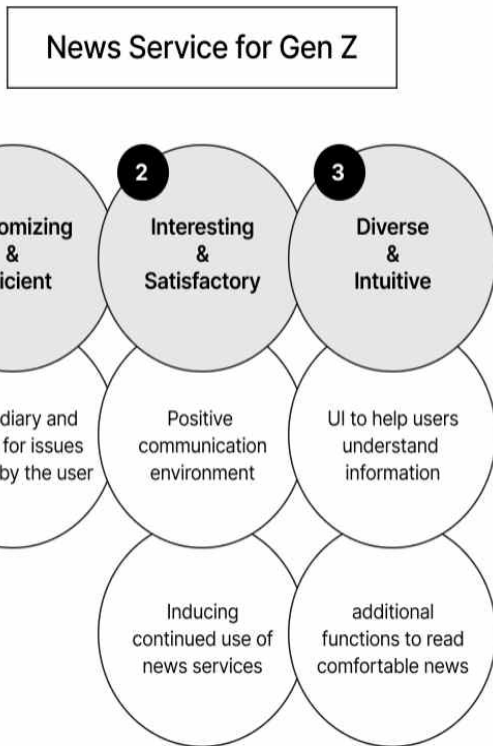 News Service for Gen Z
omizing
&
icient
diary and
for issues
by the user
2
Interesting
&
Satisfactory
Positive
communication
environment
Inducing
continued use of
news services
3
Diverse
&
Intuitive
UI to help users
understand
information
additional
functions to read
comfortable news